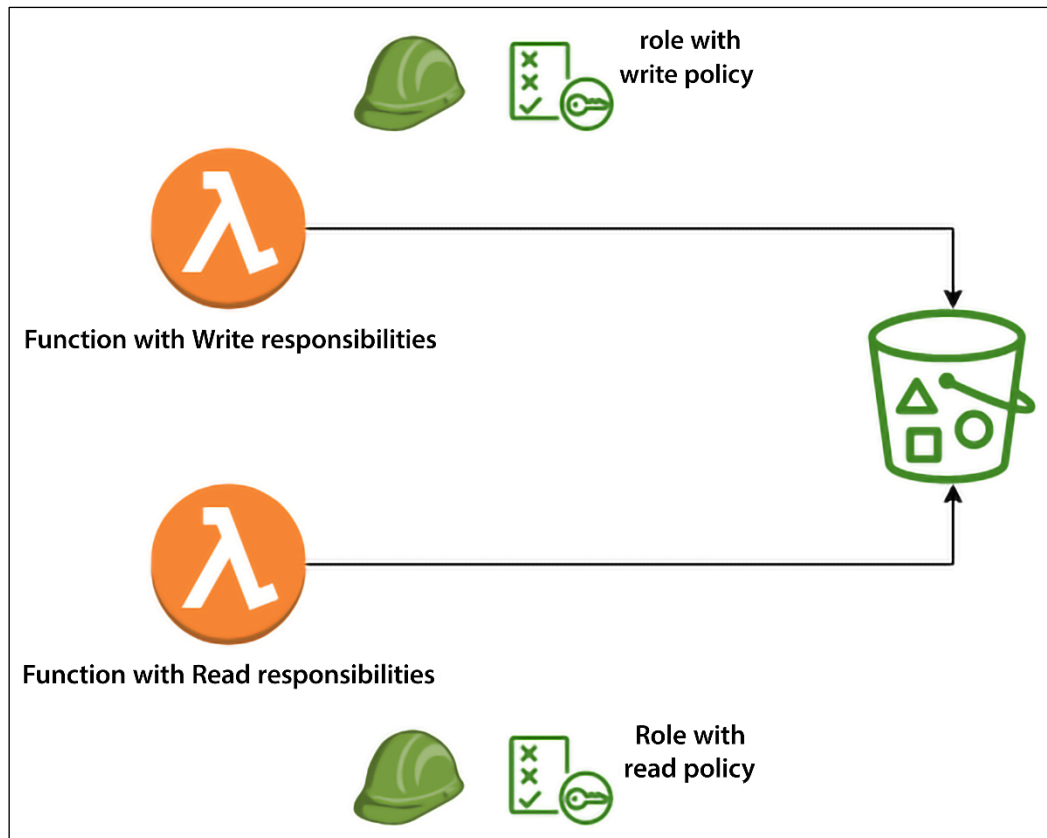 role with
write policy
Function with Write responsibilities
Function with Read responsibilities
Role with
read policy